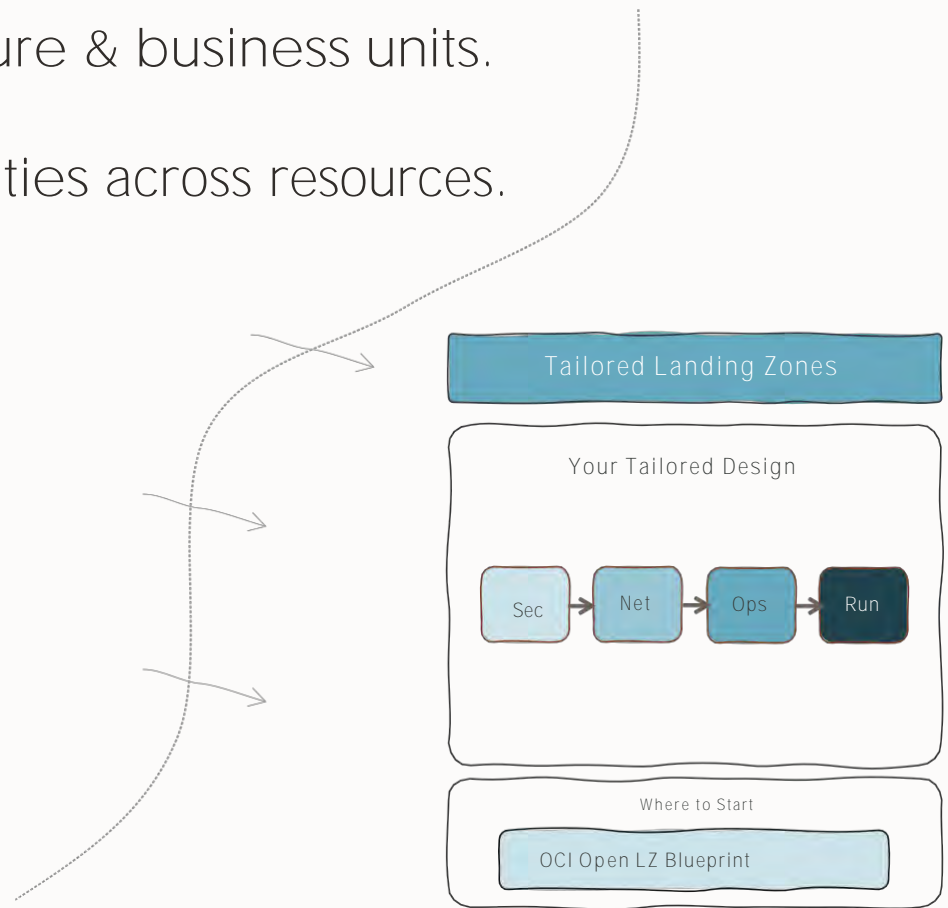 ure & business units.
ties across resources.
Tailored Landing Zones
Your Tailored Design
Sec
Net
Ops
Run
Where to Start
OCI Open LZ Blueprint